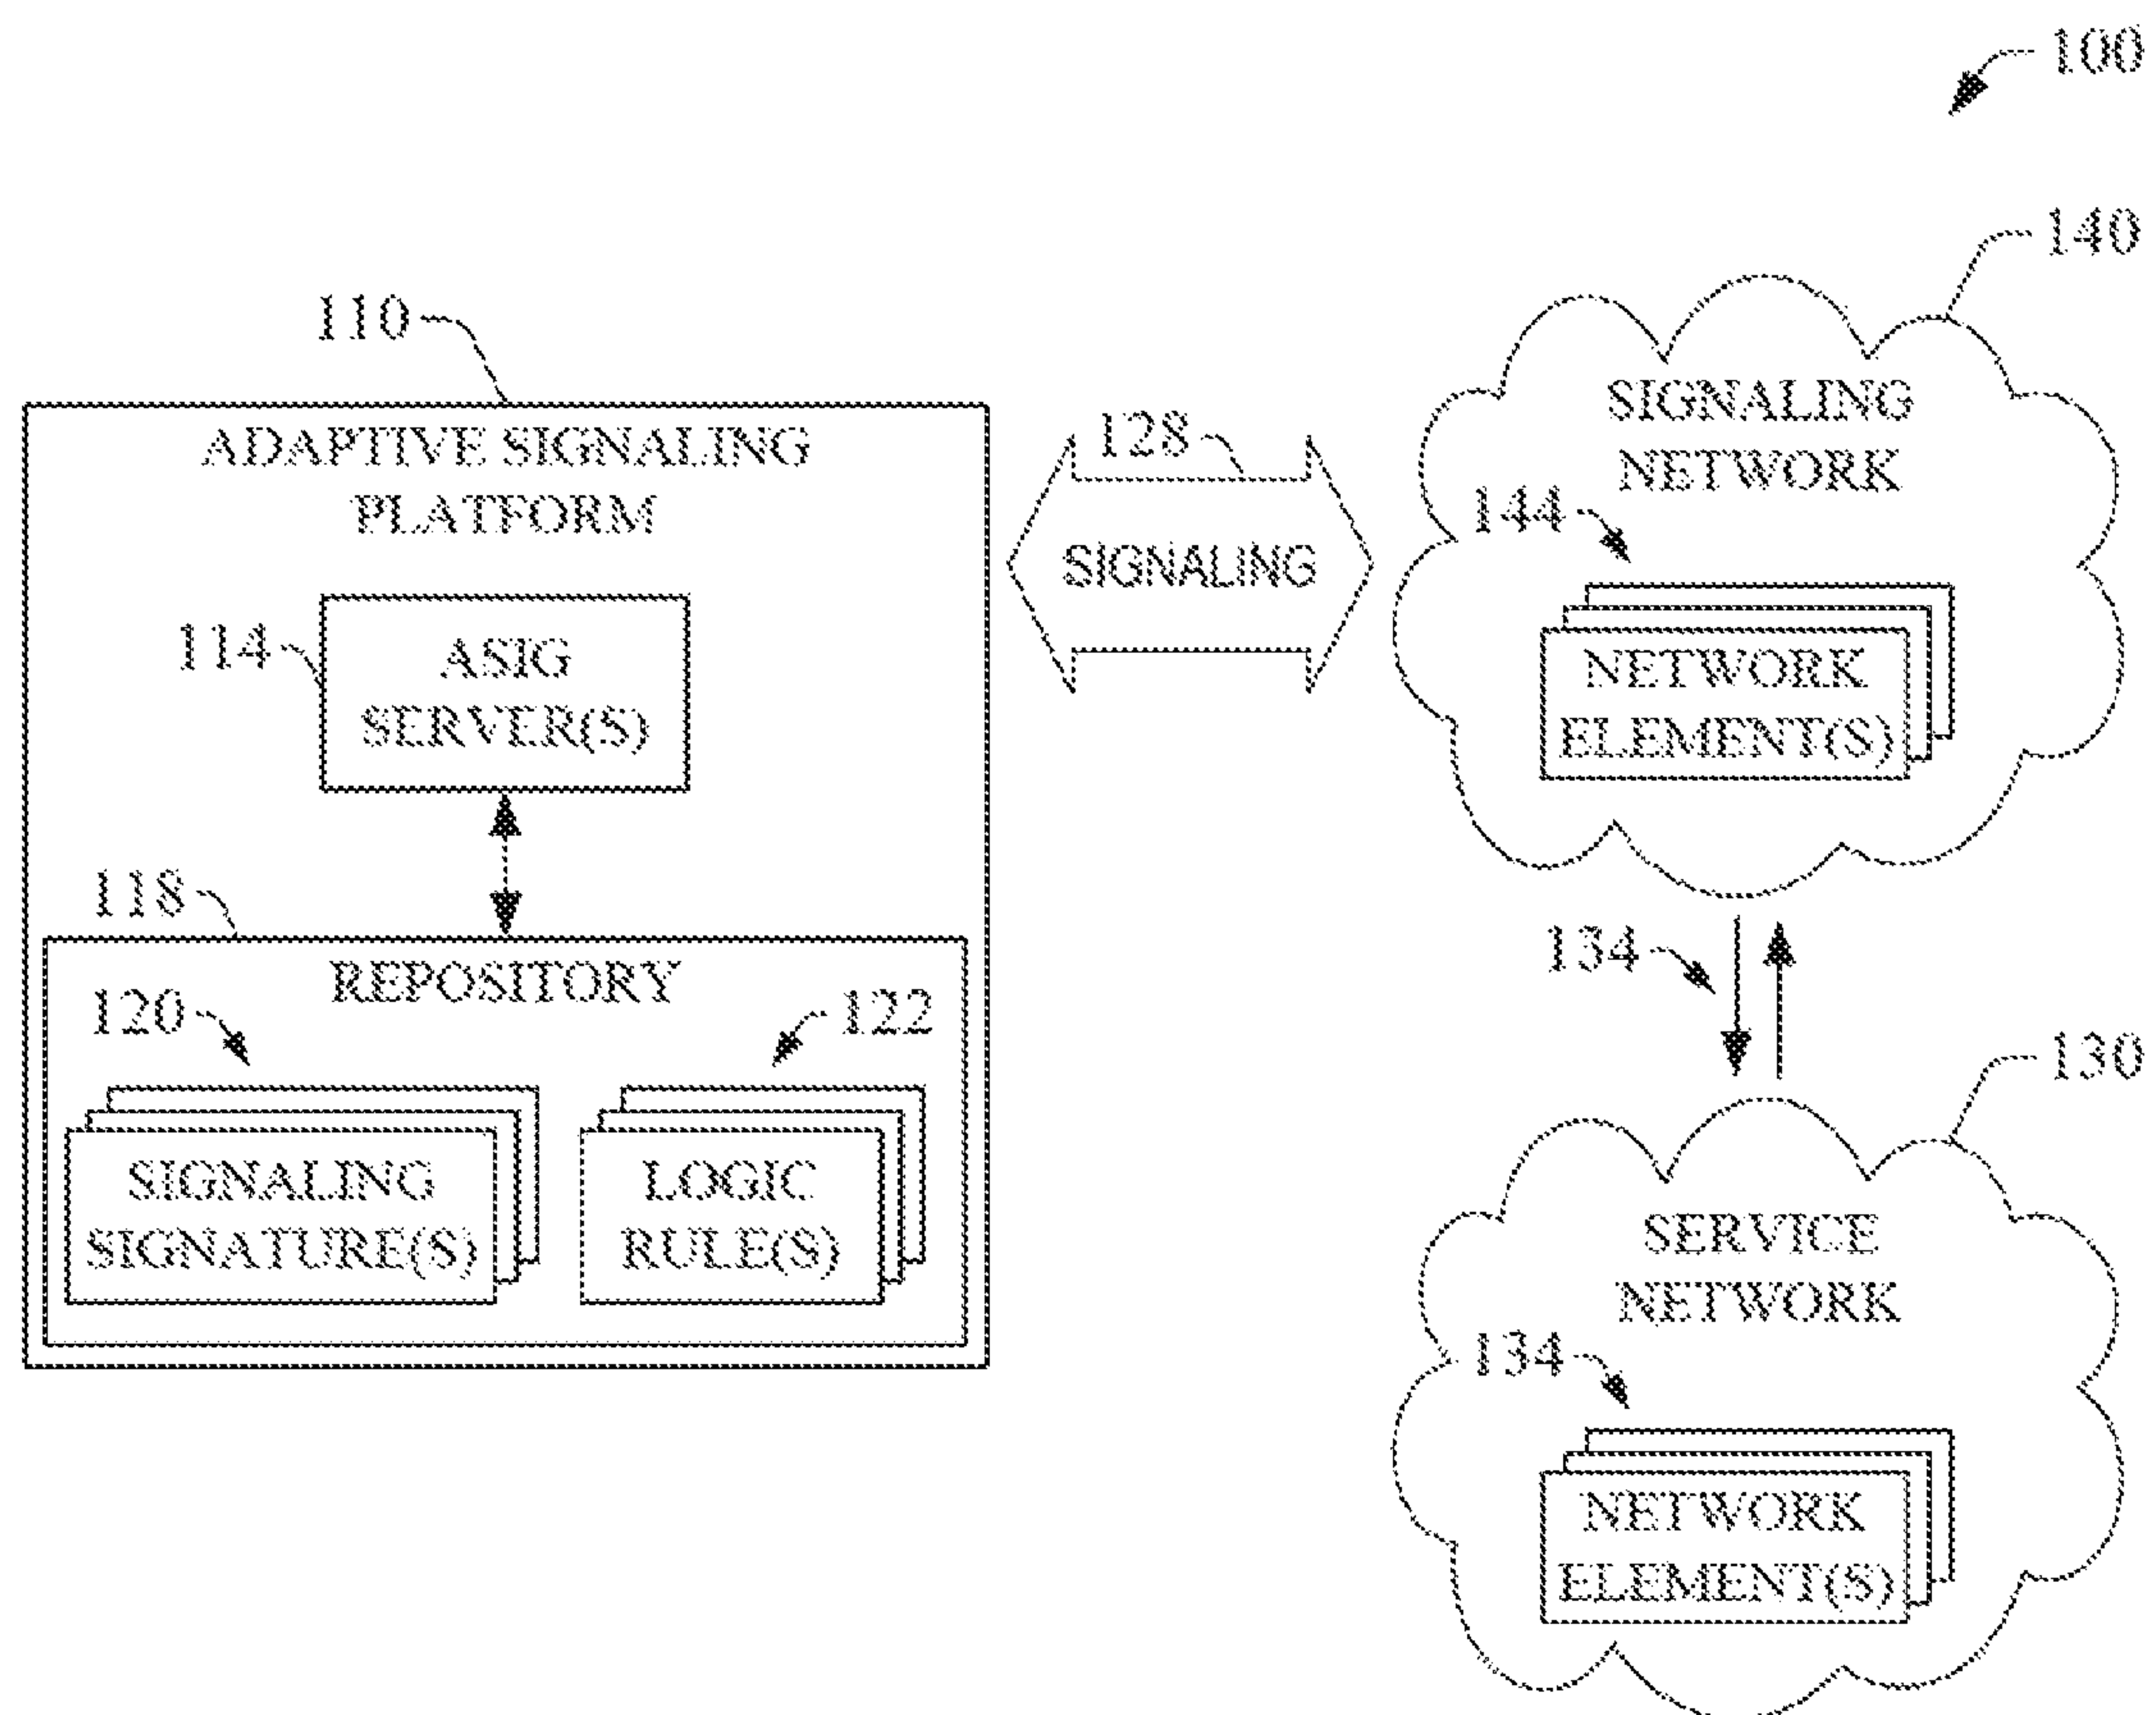 100
140
110
ADAPTIVE SIGNALING
PLATFORM
128
SIGNALING
SIGNALING
NETWORK
144
NETWORK
ELEMENT(S)
114
ASIG
SERVER(S)
118
REPOSITORY
120
122
SIGNALING
SIGNATURE(S)
LOGIC
RULE(S)
134
130
SERVICE
NETWORK
134
NETWORK
ELEMENT(S)